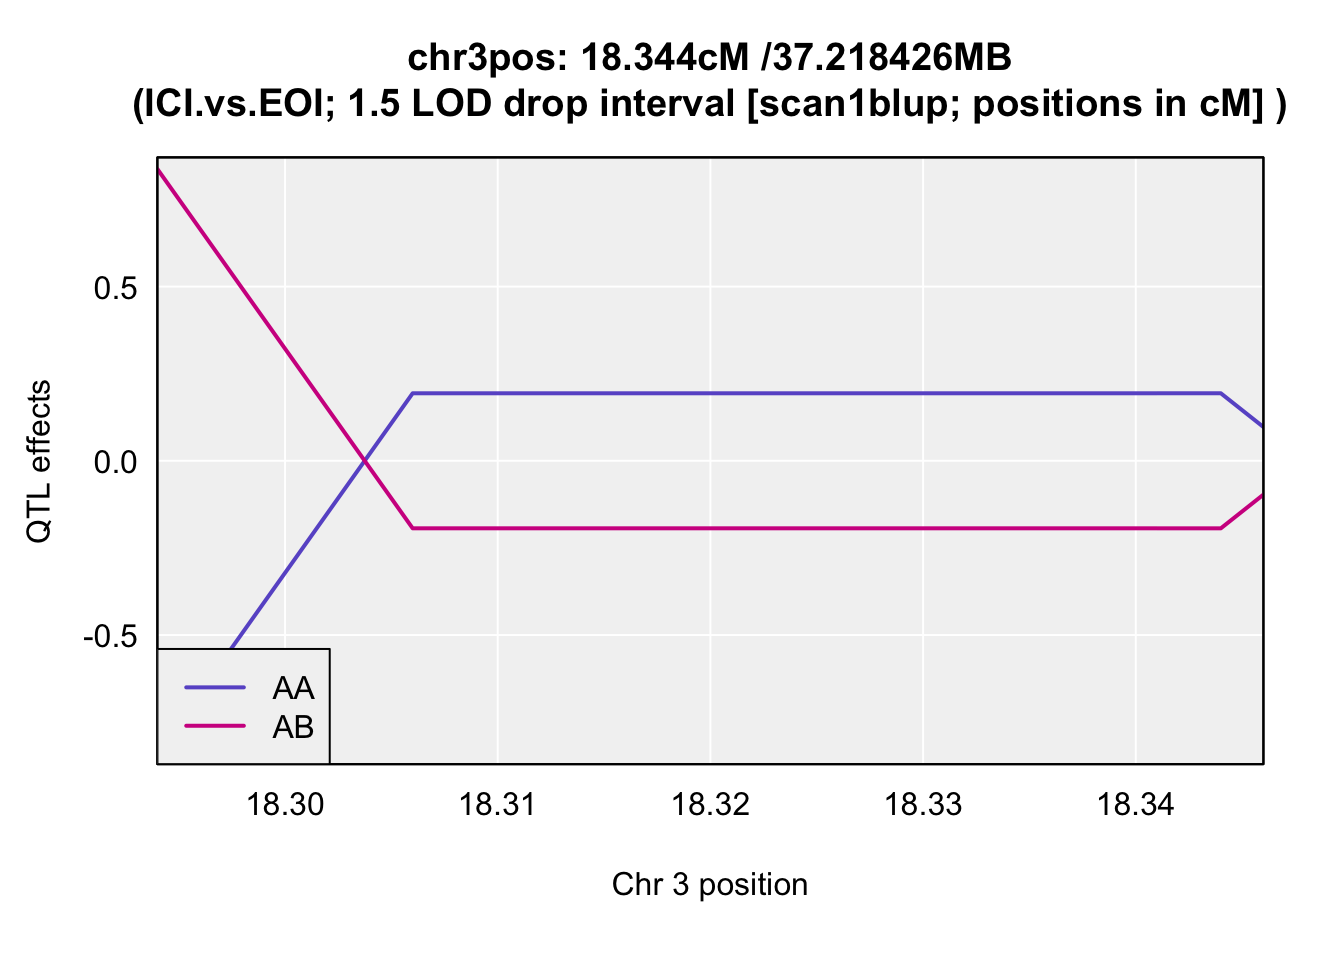 chr3pos: 18.344cM /37.218426MB
(ICI.vs.EOI; 1.5 LOD drop interval [scan1blup; positions in cM] )
QTL effects
0.5
0.0
-0.5
AA
AB
18.30 18.31 18.32 18.33 18.34
Chr 3 position